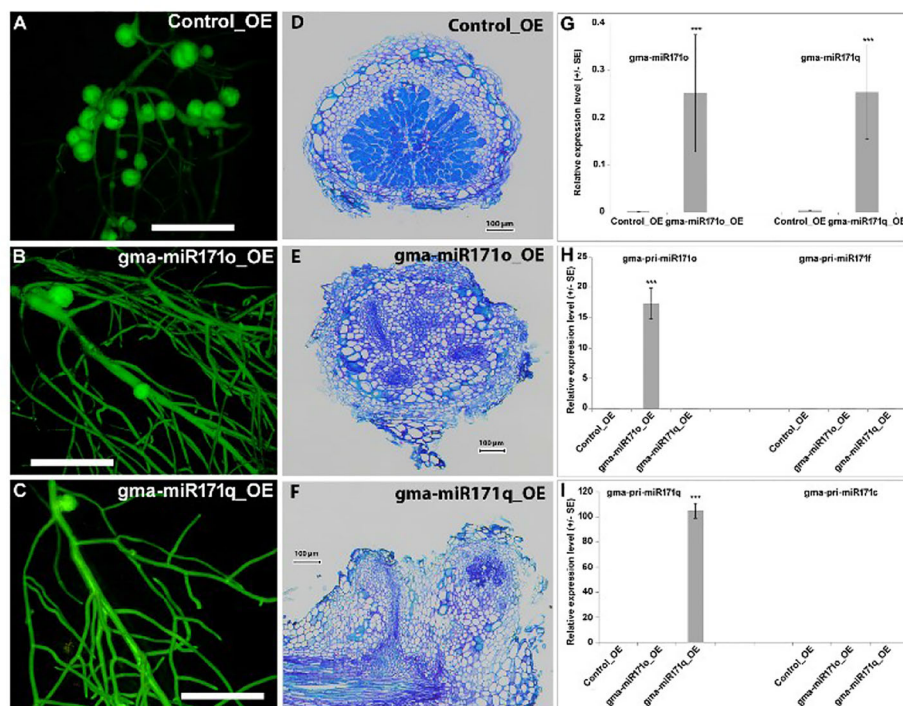 A
Control_OE
B
gma-miR171o_OE
C
gma-miR171q_OE
D
Control_OE
100 µm
E
gma-miR171o_OE
100 µm
F
gma-miR171q_OE
100 µm
G
Relative expression level (+/- SE)
0.4
0.3
0.2
0.1
0
gma-miR171o
***
gma-miR171q
***
Control_OE
gma-miR171o_OE
Control_OE
gma-miR171q_OE
H
Relative expression level (+/- SE)
25
20
15
10
5
0
gma-pri-miR171o
***
gma-pri-miR171f
Control_OE
gma-miR171o_OE
gma-miR171q_OE
Control_OE
gma-miR171o_OE
gma-miR171q_OE
I
Relative expression level (+/- SE)
120
100
80
60
40
20
0
gma-pri-miR171q
***
gma-pri-miR171c
Control_OE
gma-miR171o_OE
gma-miR171q_OE
Control_OE
gma-miR171o_OE
gma-miR171q_OE